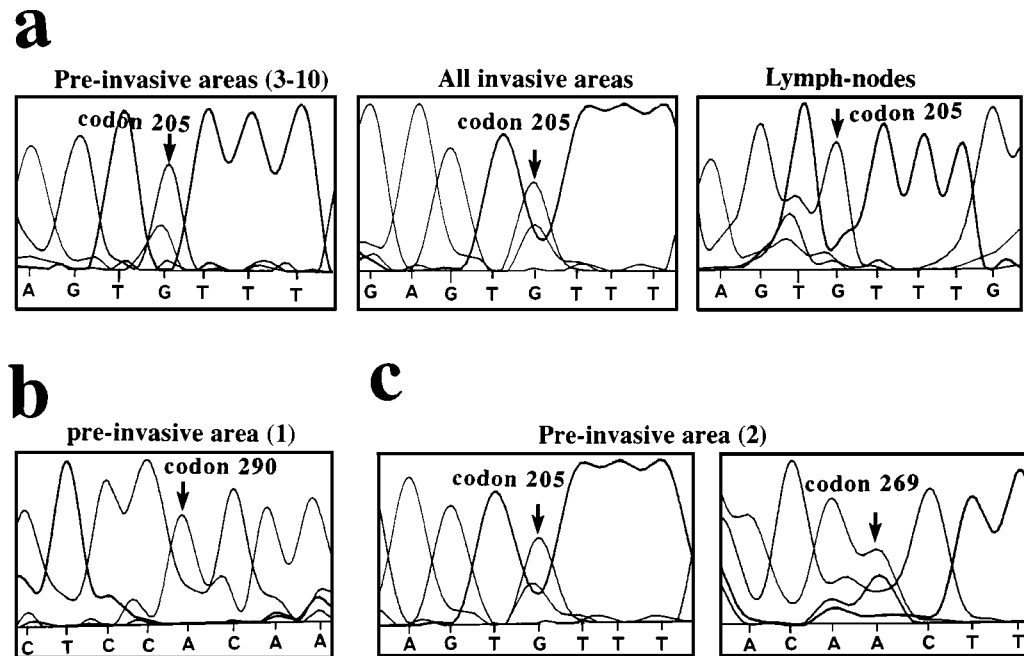 a
Pre-invasive areas (3-10)
codon 205
A G T G T T T
All invasive areas
codon 205
G A G T G T T T
Lymph-nodes
codon 205
A G T G T T T G
b
pre-invasive area (1)
codon 290
C T C C A C A A
c
Pre-invasive area (2)
codon 205
A G T G T T T
codon 269
A C A A C T T